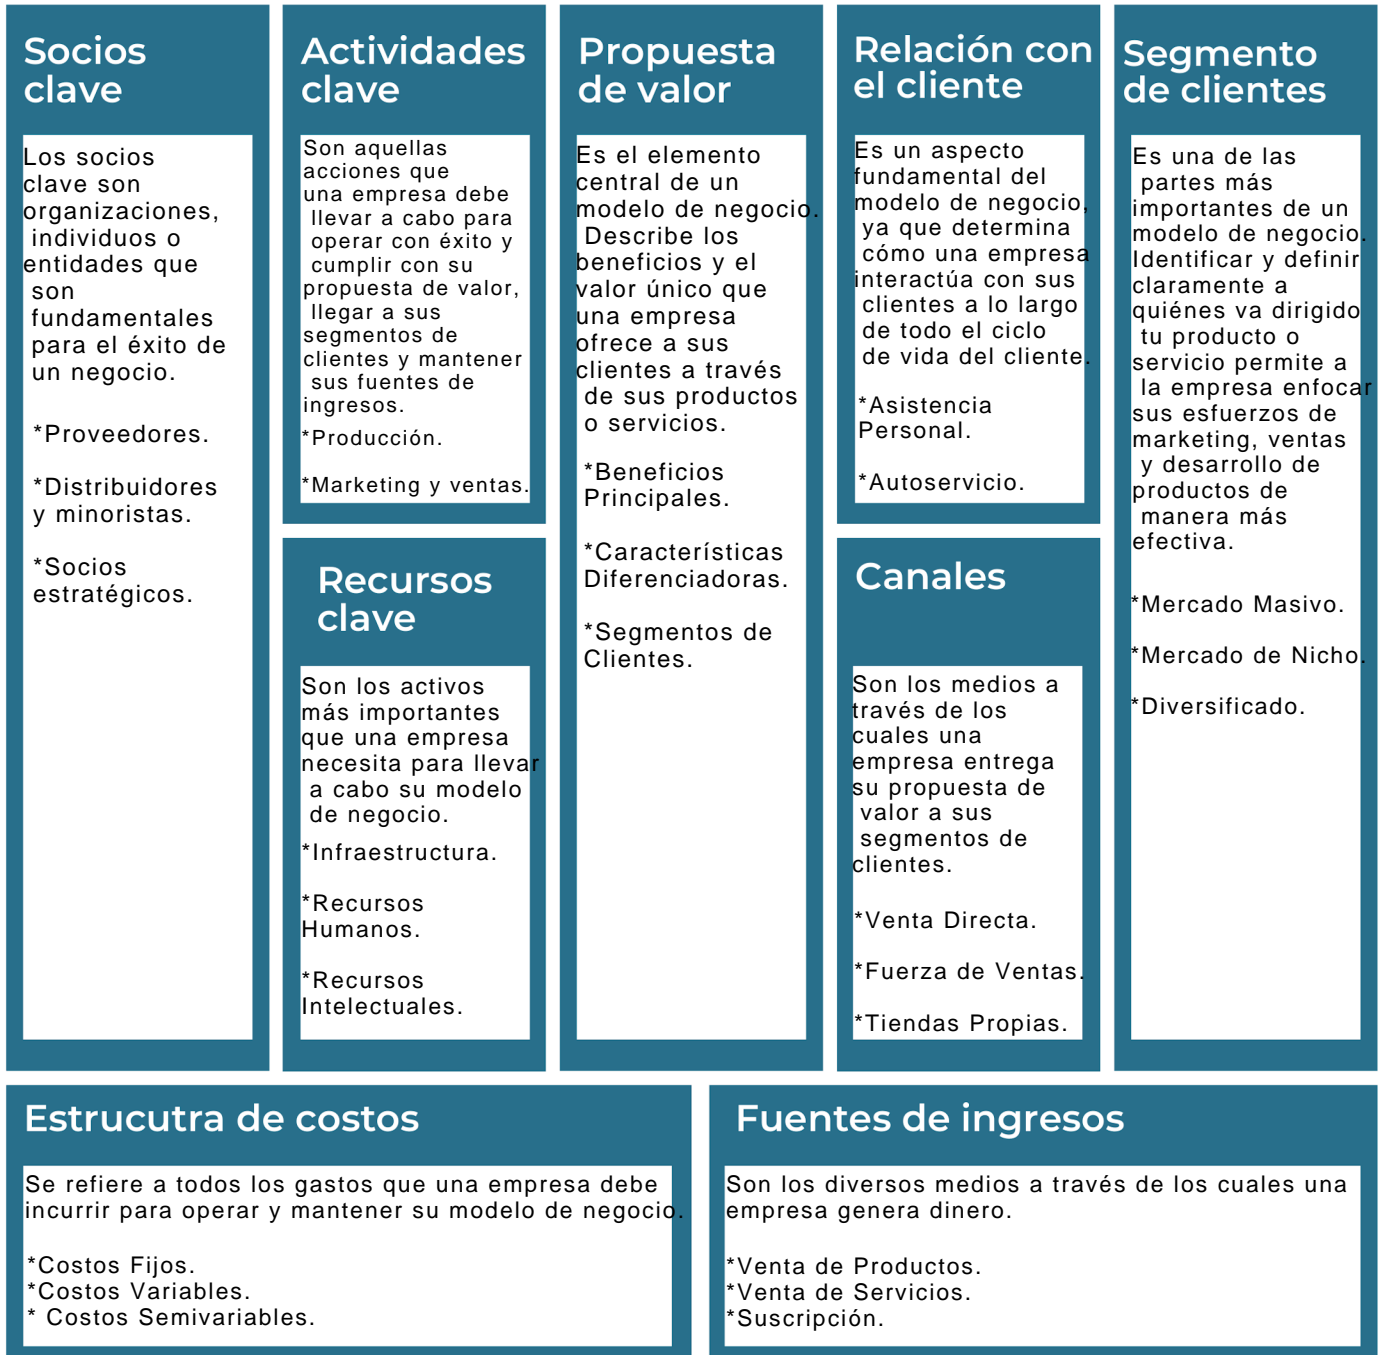 Socios
clave
Los socios
clave son
organizaciones,
individuos o
entidades que
son
fundamentales
para el éxito de
un negocio.
*Proveedores.
*Distribuidores
y minoristas.
*Socios
estratégicos.
Actividades
clave
Son aquellas
acciones que
una empresa debe
llevar a cabo para
operar con éxito y
cumplir con su
propuesta de valor,
llegar a sus
segmentos de
clientes y mantener
sus fuentes de
ingresos.
*Producción.
*Marketing y ventas.
Recursos
clave
Son los activos
más importantes
que una empresa
necesita para llevar
a cabo su modelo
de negocio.
*Infraestructura.
*Recursos
Humanos.
*Recursos
Intelectuales.
Propuesta
de valor
Es el elemento
central de un
modelo de negocio.
Describe los
beneficios y el
valor único que
una empresa
ofrece a sus
clientes a través
de sus productos
o servicios.
*Beneficios
Principales.
*Características
Diferenciadoras.
*Segmentos de
Clientes.
Relación con
el cliente
Es un aspecto
fundamental del
modelo de negocio,
ya que determina
cómo una empresa
interactúa con sus
clientes a lo largo
de todo el ciclo
de vida del cliente.
*Asistencia
Personal.
*Autoservicio.
Canales
Son los medios a
través de los
cuales una
empresa entrega
su propuesta de
valor a sus
segmentos de
clientes.
*Venta Directa.
*Fuerza de Ventas.
*Tiendas Propias.
Segmento
de clientes
Es una de las
partes más
importantes de un
modelo de negocio.
Identificar y definir
claramente a
quiénes va dirigido
tu producto o
servicio permite a
la empresa enfocar
sus esfuerzos de
marketing, ventas
y desarrollo de
productos de
manera más
efectiva.
*Mercado Masivo.
*Mercado de Nicho.
*Diversificado.
Estrucutra de costos
Se refiere a todos los gastos que una empresa debe
incurrir para operar y mantener su modelo de negocio.
*Costos Fijos.
*Costos Variables.
* Costos Semivariables.
Fuentes de ingresos
Son los diversos medios a través de los cuales una
empresa genera dinero.
*Venta de Productos.
*Venta de Servicios.
*Suscripción.